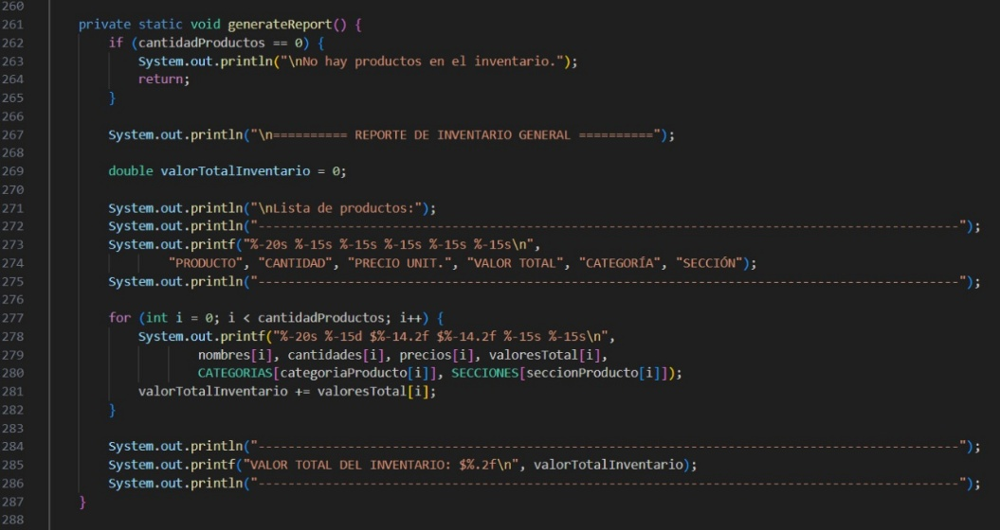 260
261 private static void generateReport() {
262 if (cantidadProductos == 0) {
263 System.out.println("\nNo hay productos en el inventario.");
264 return;
265 }
266
267 System.out.println("\n========== REPORTE DE INVENTARIO GENERAL ==========");
268
269 double valorTotalInventario = 0;
270
271 System.out.println("\nLista de productos:");
272 System.out.println("-----------------------------------------------------------------------------------------------");
273 System.out.printf("%-20s %-15s %-15s %-15s %-15s %-15s\n",
274 "PRODUCTO", "CANTIDAD", "PRECIO UNIT.", "VALOR TOTAL", "CATEGORÍA", "SECCIÓN");
275 System.out.println("-----------------------------------------------------------------------------------------------");
276
277 for (int i = 0; i < cantidadProductos; i++) {
278 System.out.printf("%-20s %-15d $%-14.2f $%-14.2f %-15s %-15s\n",
279 nombres[i], cantidades[i], precios[i], valoresTotal[i],
280 CATEGORIAS[categoriaProducto[i]], SECCIONES[seccionProducto[i]]);
281 valorTotalInventario += valoresTotal[i];
282 }
283
284 System.out.println("-----------------------------------------------------------------------------------------------");
285 System.out.printf("VALOR TOTAL DEL INVENTARIO: $%.2f\n", valorTotalInventario);
286 System.out.println("-----------------------------------------------------------------------------------------------");
287 }
288